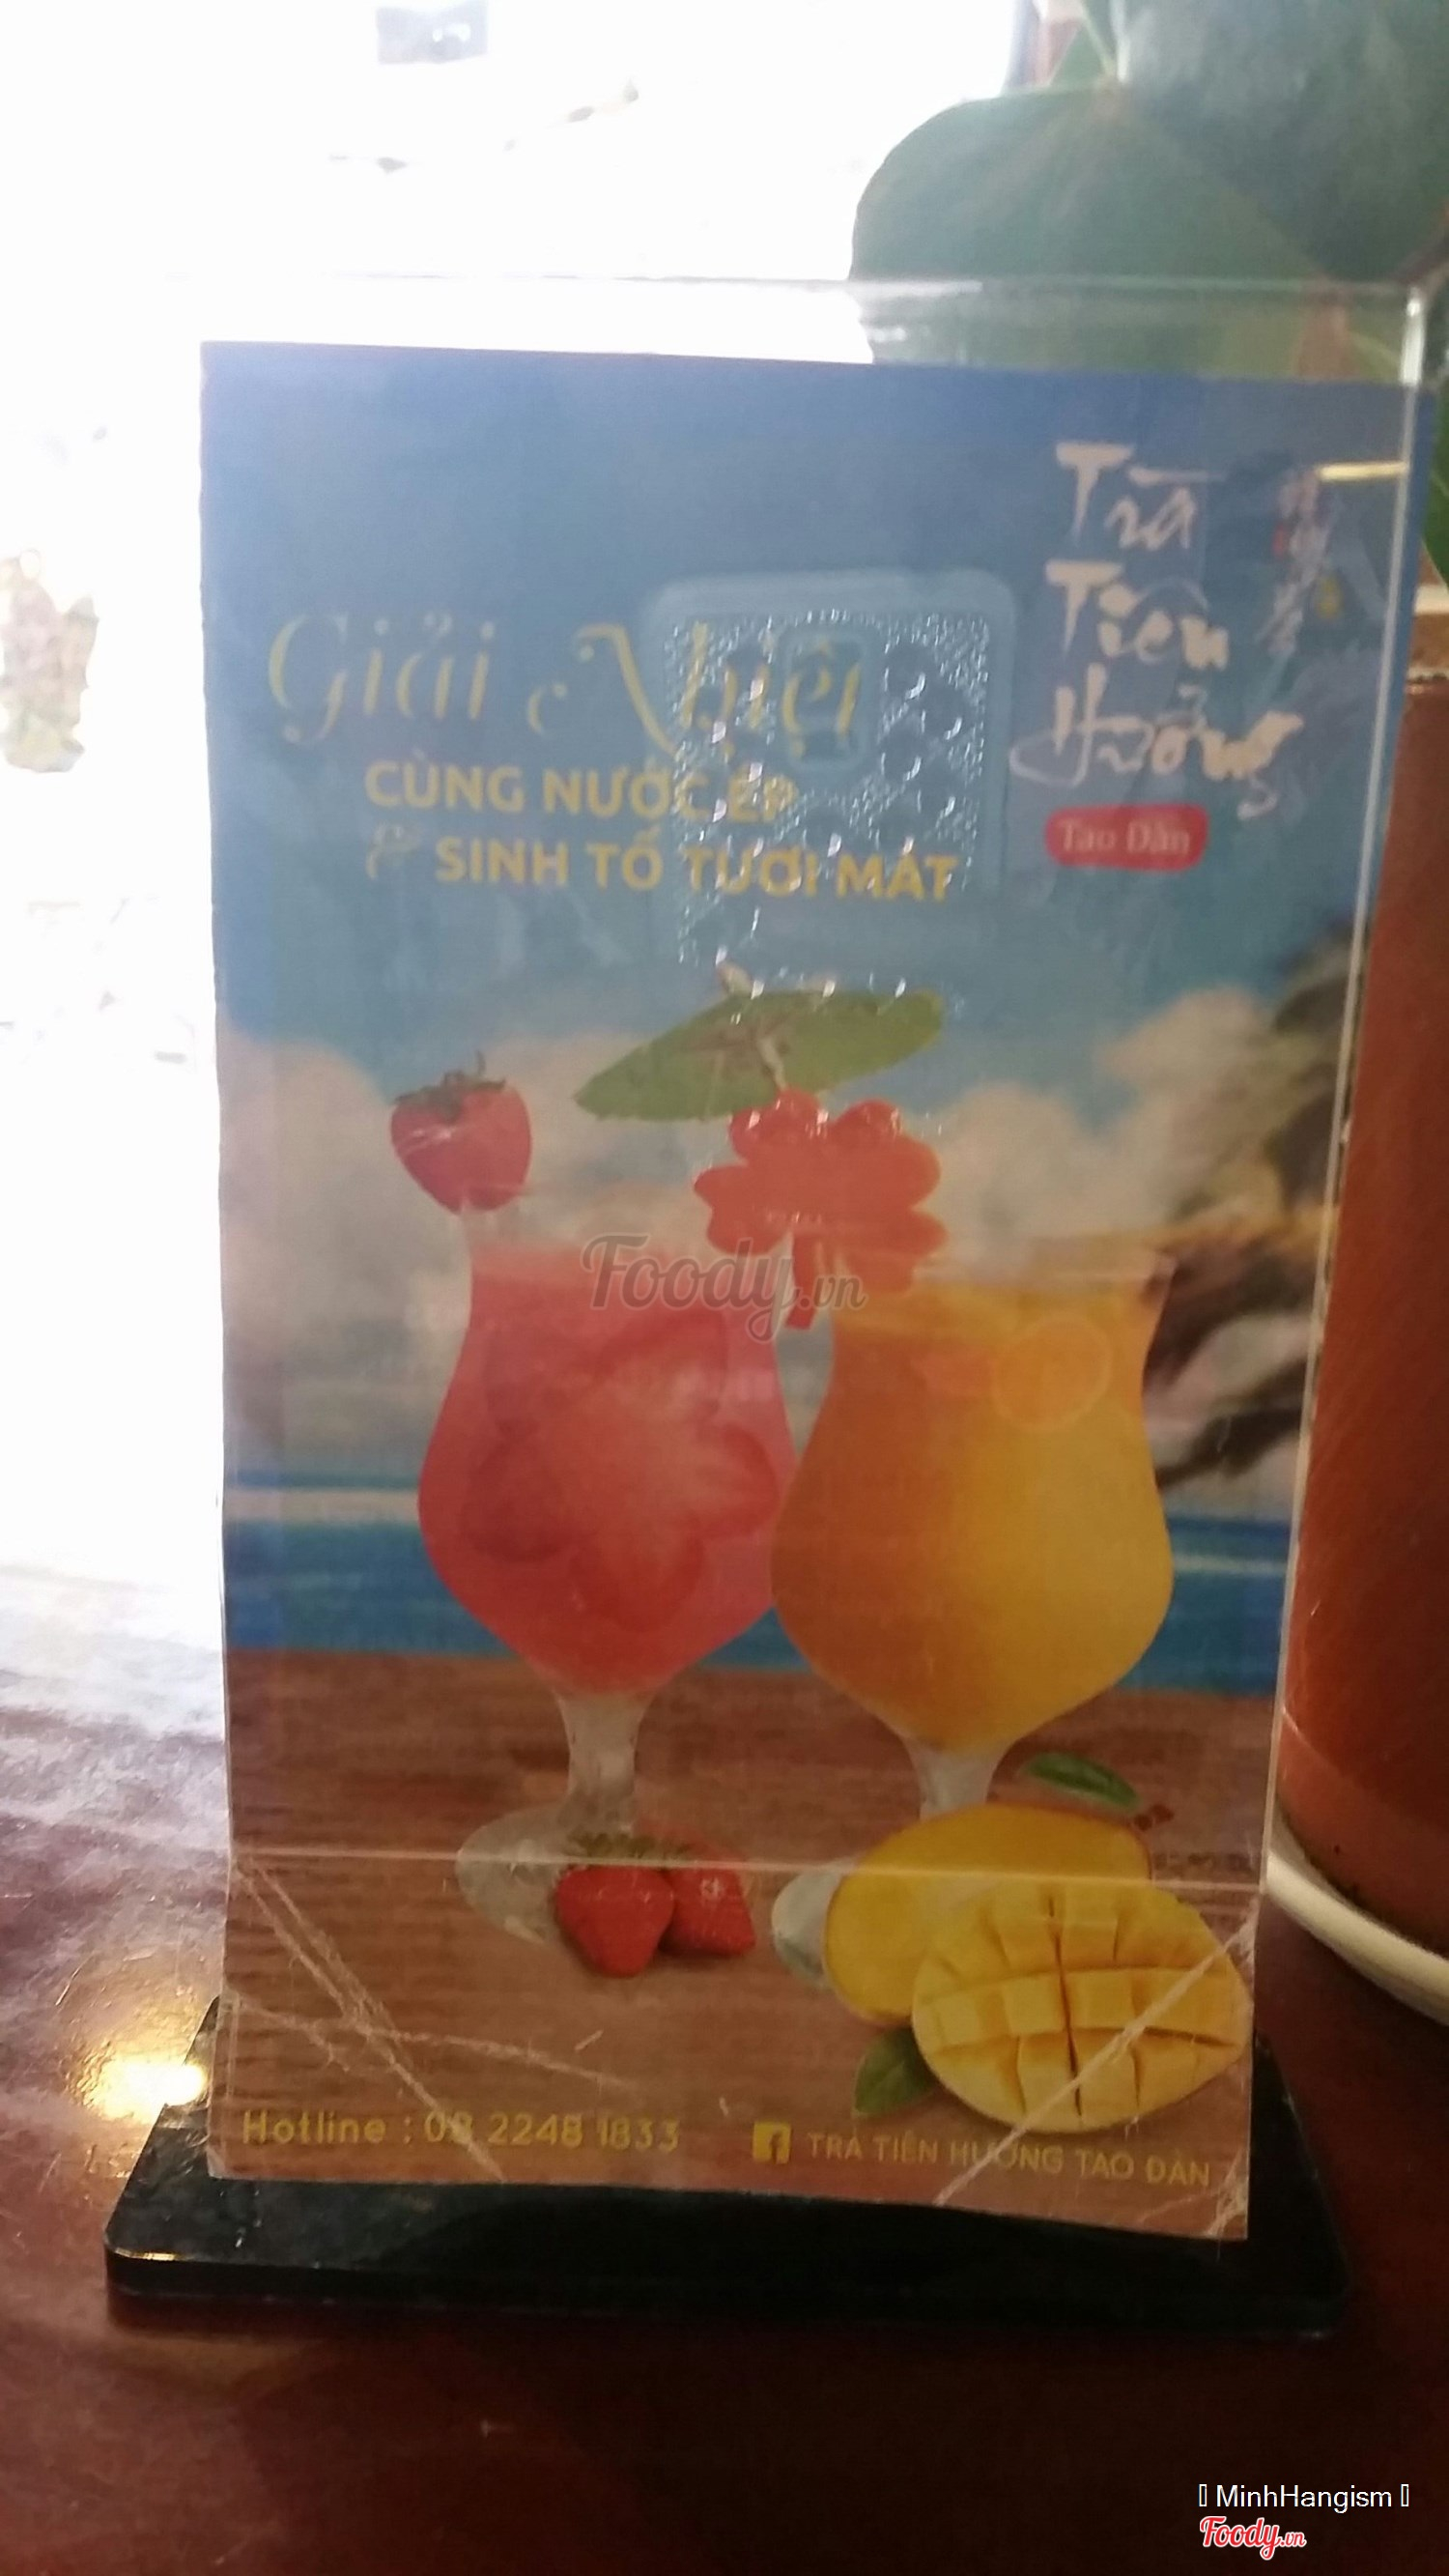 Trà
Tiên
Hưởng
Tao Đàn
Giải Nhiệt
CÙNG NƯỚC ÉP
& SINH TỐ TƯƠI MÁT
Foody.vn
Hotline : 08 2248 1833
TRÀ TIÊN HƯỞNG TAO ĐÀN
MinhHangism
Foody.vn